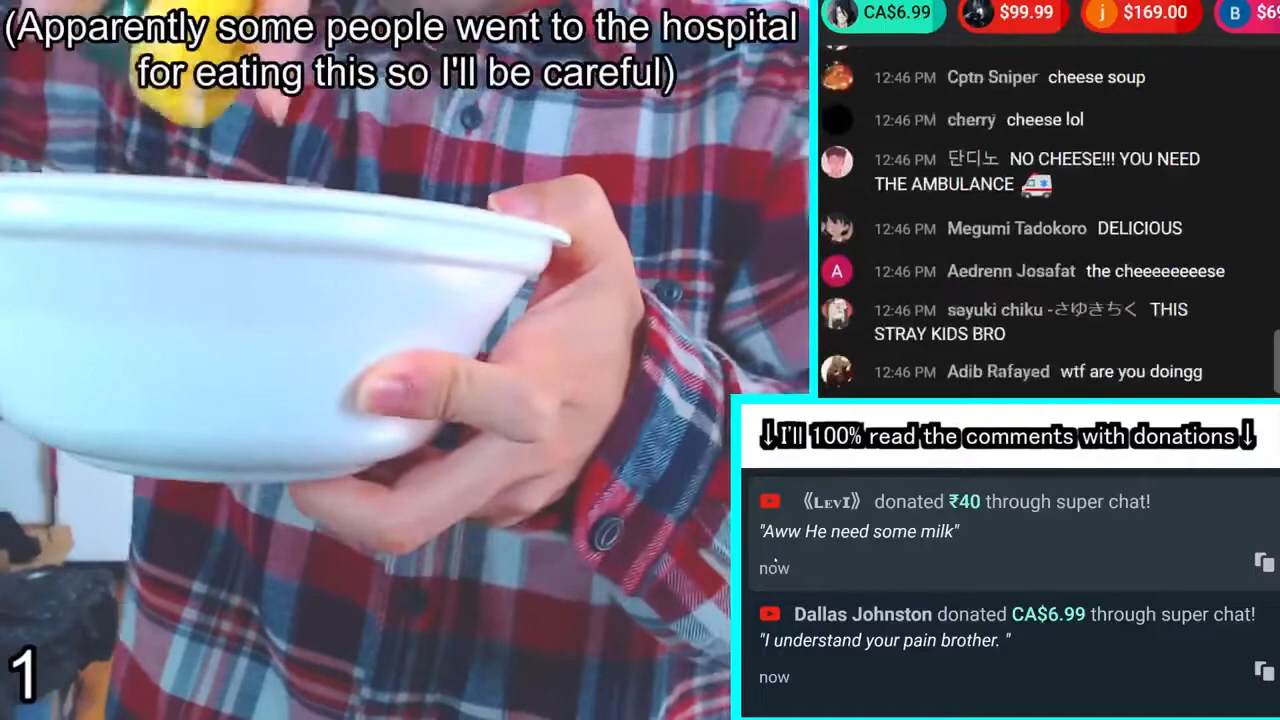 (Apparently some people went to the hospital
for eating this so I'll be careful)
1
CA$6.99 $99.99 j $169.00 B
12:46 PM Cptn Sniper cheese soup
12:46 PM cherry cheese lol
12:46 PM 단디노 NO CHEESE!!! YOU NEED
THE AMBULANCE
12:46 PM Megumi Tadokoro DELICIOUS
A 12:46 PM Aedrenn Josafat the cheeeeeeeese
12:46 PM sayuki chiku -さゆきちく THIS
STRAY KIDS BRO
12:46 PM Adib Rafayed wtf are you doingg
↓I'll 100% read the comments with donations↓
《Lᴇᴠɪ》 donated ₹40 through super chat!
"Aww He need some milk"
now
Dallas Johnston donated CA$6.99 through super chat!
"I understand your pain brother. "
now